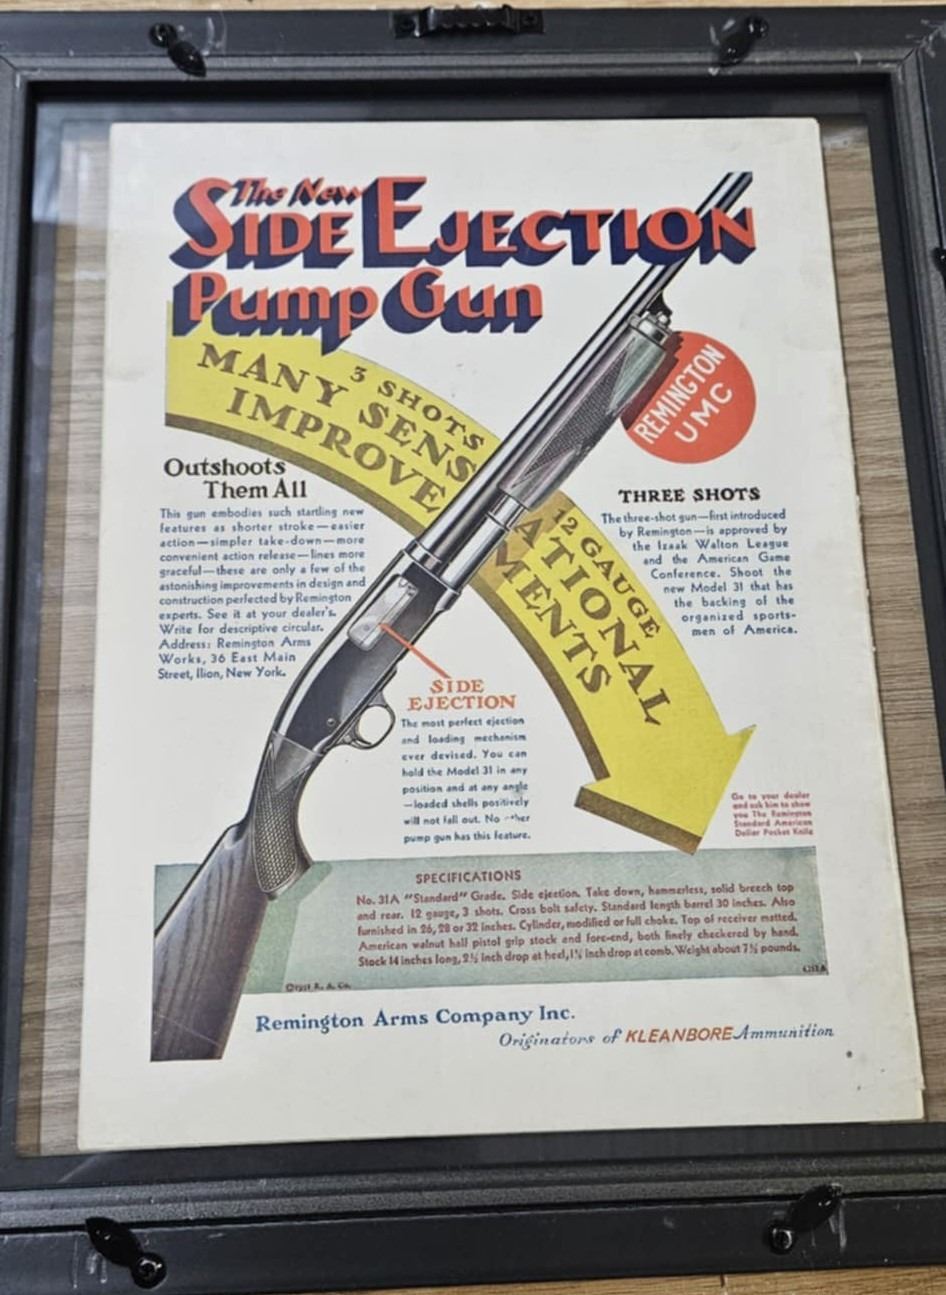 The New
SIDE EJECTION
Pump Gun
3 SHOTS
MANY SENSATIONAL
IMPROVEMENTS
12 GAUGE
REMINGTON
UMC
Outshoots
Them All
This gun embodies such startling new
features as shorter stroke—easier
action—simpler take-down—more
convenient action release—lines more
graceful—these are only a few of the
astonishing improvements in design and
construction perfected by Remington
experts. See it at your dealer's.
Write for descriptive circular.
Address: Remington Arms
Works, 36 East Main
Street, Ilion, New York.
THREE SHOTS
The three-shot gun—first introduced
by Remington—is approved by
the Izaak Walton League
and the American Game
Conference. Shoot the
new Model 31 that has
the backing of the
organized sports-
men of America.
SIDE
EJECTION
The most perfect ejection
and loading mechanism
ever devised. You can
hold the Model 31 in any
position and at any angle
—loaded shells positively
will not fall out. No other
pump gun has this feature.
Go to your dealer
and ask him to show
you The Remington
Standard American
Dollar Pocket Knife
SPECIFICATIONS
No. 31A "Standard" Grade. Side ejection. Take down, hammerless, solid breech top
and rear. 12 gauge, 3 shots. Cross bolt safety. Standard length barrel 30 inches. Also
furnished in 26, 28 or 32 inches. Cylinder, modified or full choke. Top of receiver matted.
American walnut half pistol grip stock and fore-end, both finely checkered by hand.
Stock 14 inches long, 2½ inch drop at heel, 1⅝ inch drop at comb. Weight about 7½ pounds.
R. A. Co.
Remington Arms Company Inc.
Originators of KLEANBORE Ammunition